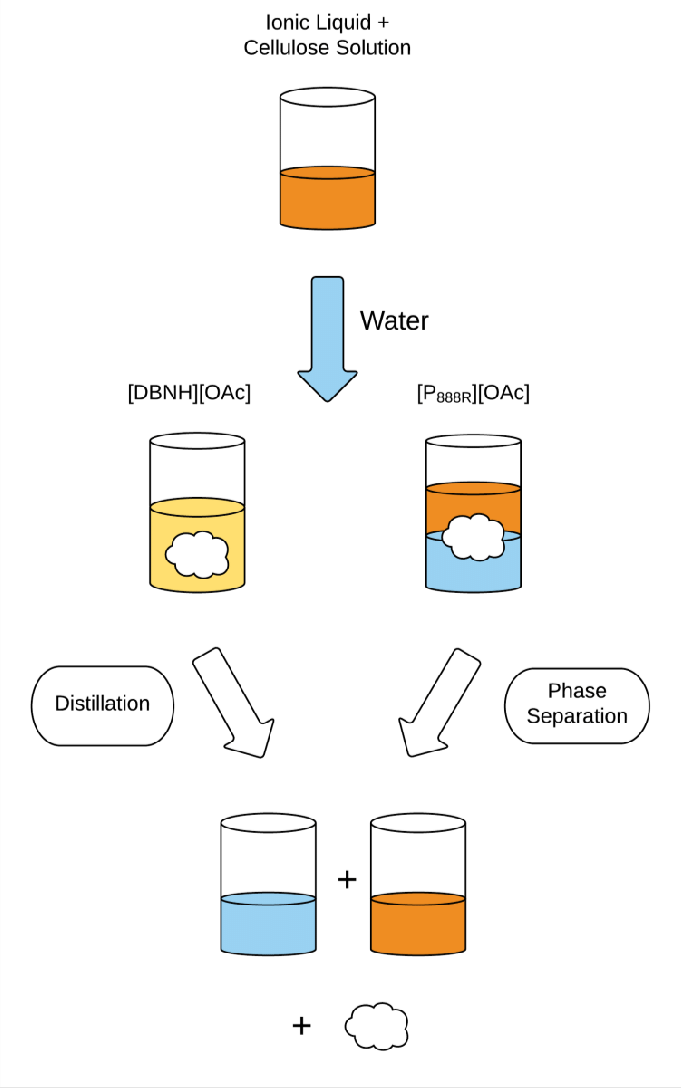 Ionic Liquid +
Cellulose Solution
Water
[DBNH][OAc]
[P₈₈₈R][OAc]
Distillation
Phase
Separation
+
+